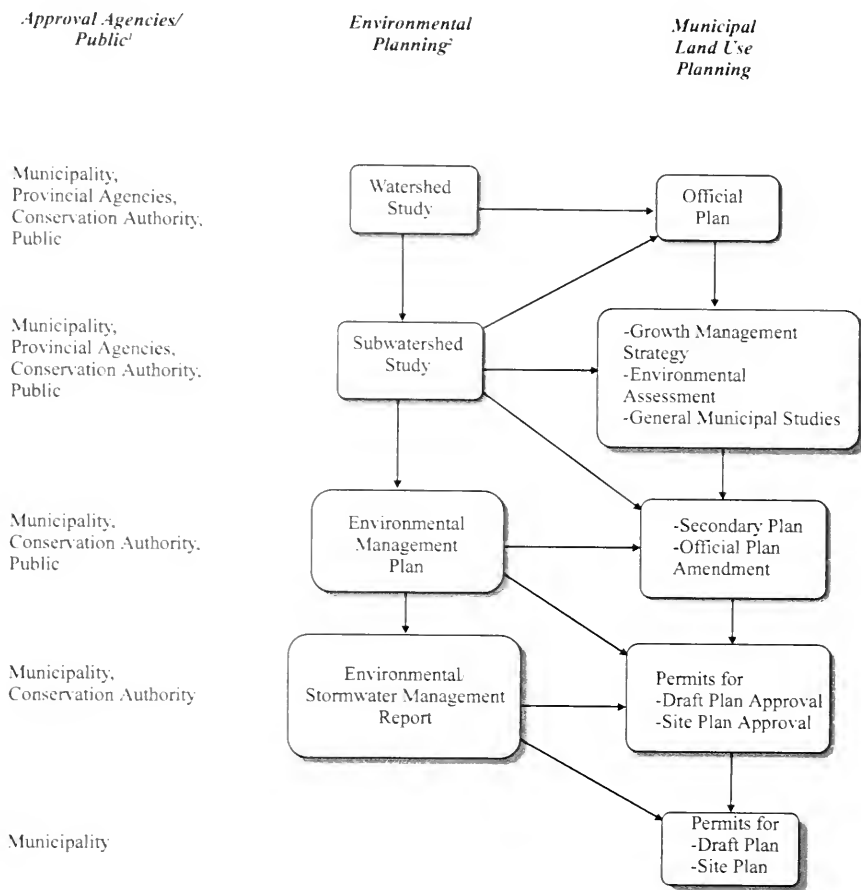 Approval Agencies/
Public¹
Environmental
Planning²
Municipal
Land Use
Planning
Municipality,
Provincial Agencies,
Conservation Authority,
Public
Watershed
Study
Official
Plan
Municipality,
Provincial Agencies,
Conservation Authority,
Public
Subwatershed
Study
-Growth Management
Strategy
-Environmental
Assessment
-General Municipal Studies
Municipality,
Conservation Authority,
Public
Environmental
Management
Plan
-Secondary Plan
-Official Plan
Amendment
Municipality,
Conservation Authority
Environmental/
Stormwater Management
Report
Permits for
-Draft Plan Approval
-Site Plan Approval
Municipality
Permits for
-Draft Plan
-Site Plan